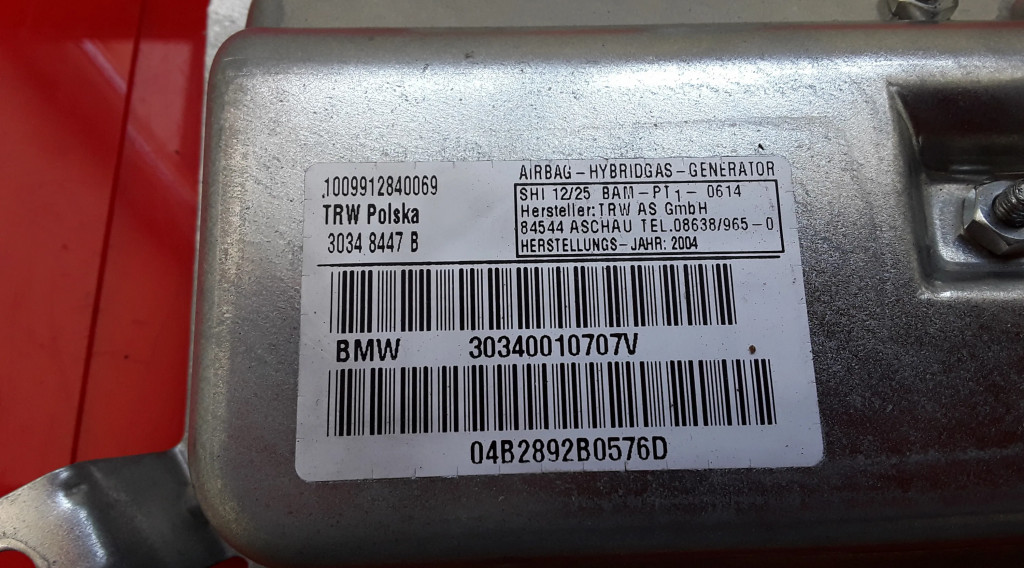 1009912840069
TRW Polska
3034 8447 B
AIRBAG-HYBRIDGAS-GENERATOR
SHI 12/25 BAM-PT1-0614
Hersteller: TRW AS GmbH
84544 ASCHAU TEL.08638/965-0
HERSTELLUNGS-JAHR: 2004
BMW 30340010707V
04B2892B0576D